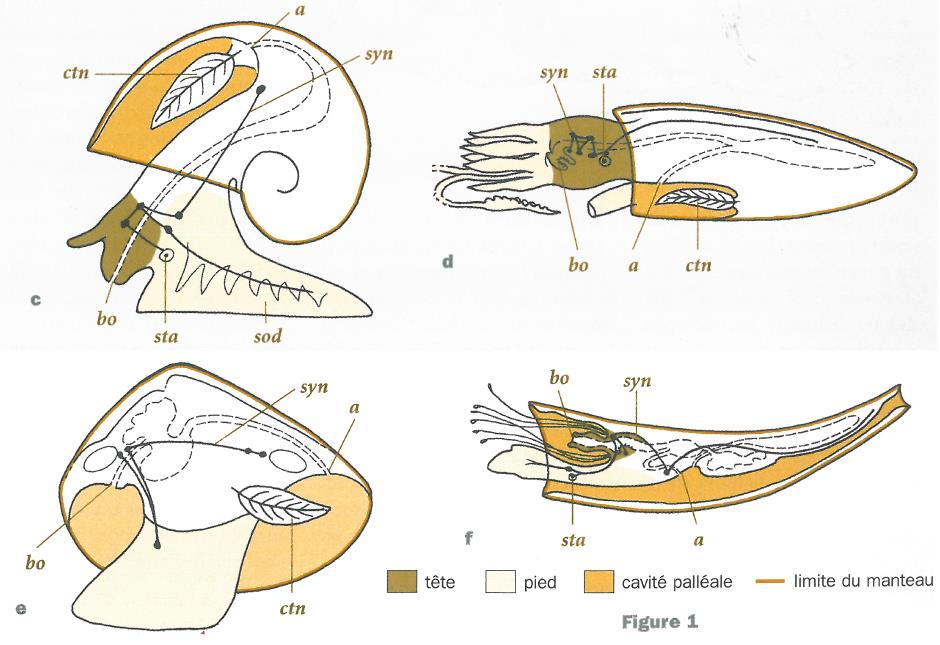 a
syn
ctn
c
bo
sta
sod
syn
sta
d
bo
a
ctn
syn
a
bo
e
ctn
bo
syn
f
sta
a
tête
pied
cavité palléale
limite du manteau
Figure 1